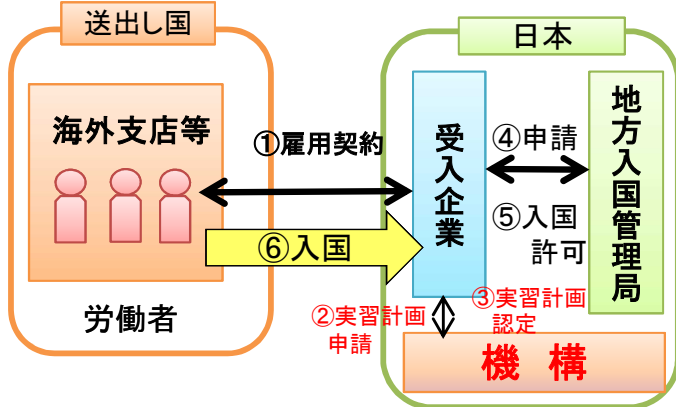 送出し国
日本
海外支店等
①雇用契約
受入企業
④申請
⑤入国
許可
地方入国管理局
⑥入国
労働者
②実習計画
申請
③実習計画
認定
機 構